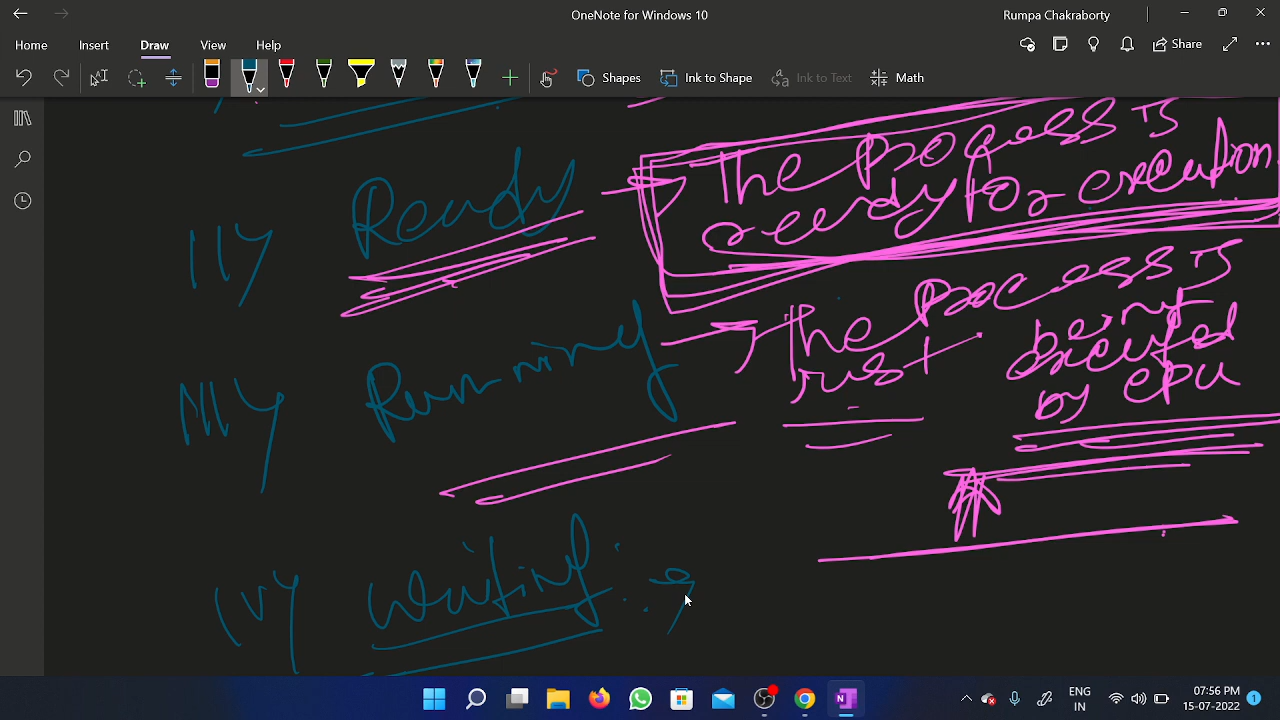 OneNote for Windows 10
Rumpa Chakraborty
Home Insert Draw View Help
Share
Shapes
Ink to Shape
Ink to Text
Math
ii) Ready
The process is
ready for execution
iii) Running
The process is
just being
executed
by CPU
iv) Waiting :
ENG
IN
07:56 PM
15-07-2022
1